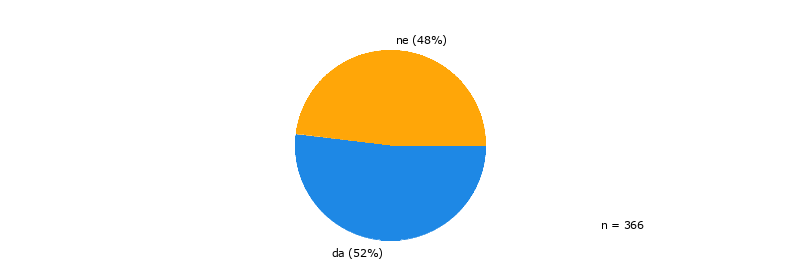 ne (48%)
n = 366
da (52%)